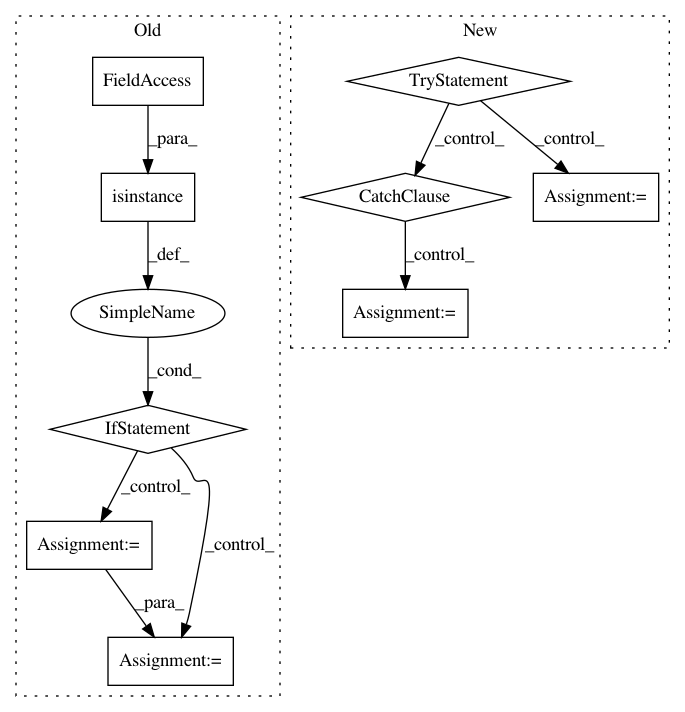 Old
New
FieldAccess
TryStatement
_para_
_control_
_control_
isinstance
CatchClause
Assignment:=
_def_
_control_
SimpleName
Assignment:=
_cond_
IfStatement
_control_
_control_
Assignment:=
_para_
Assignment:=